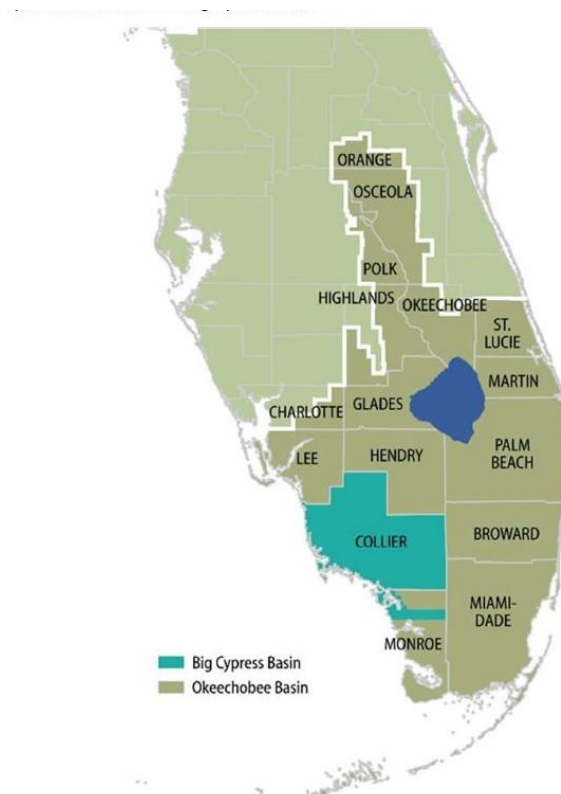 ORANGE
OSCEOLA
POLK
HIGHLANDS
OKEECHOBEE
ST.
LUCIE
MARTIN
CHARLOTTE
GLADES
LEE
HENDRY
PALM
BEACH
COLLIER
BROWARD
MIAMI-
DADE
MONROE
Big Cypress Basin
Okeechobee Basin